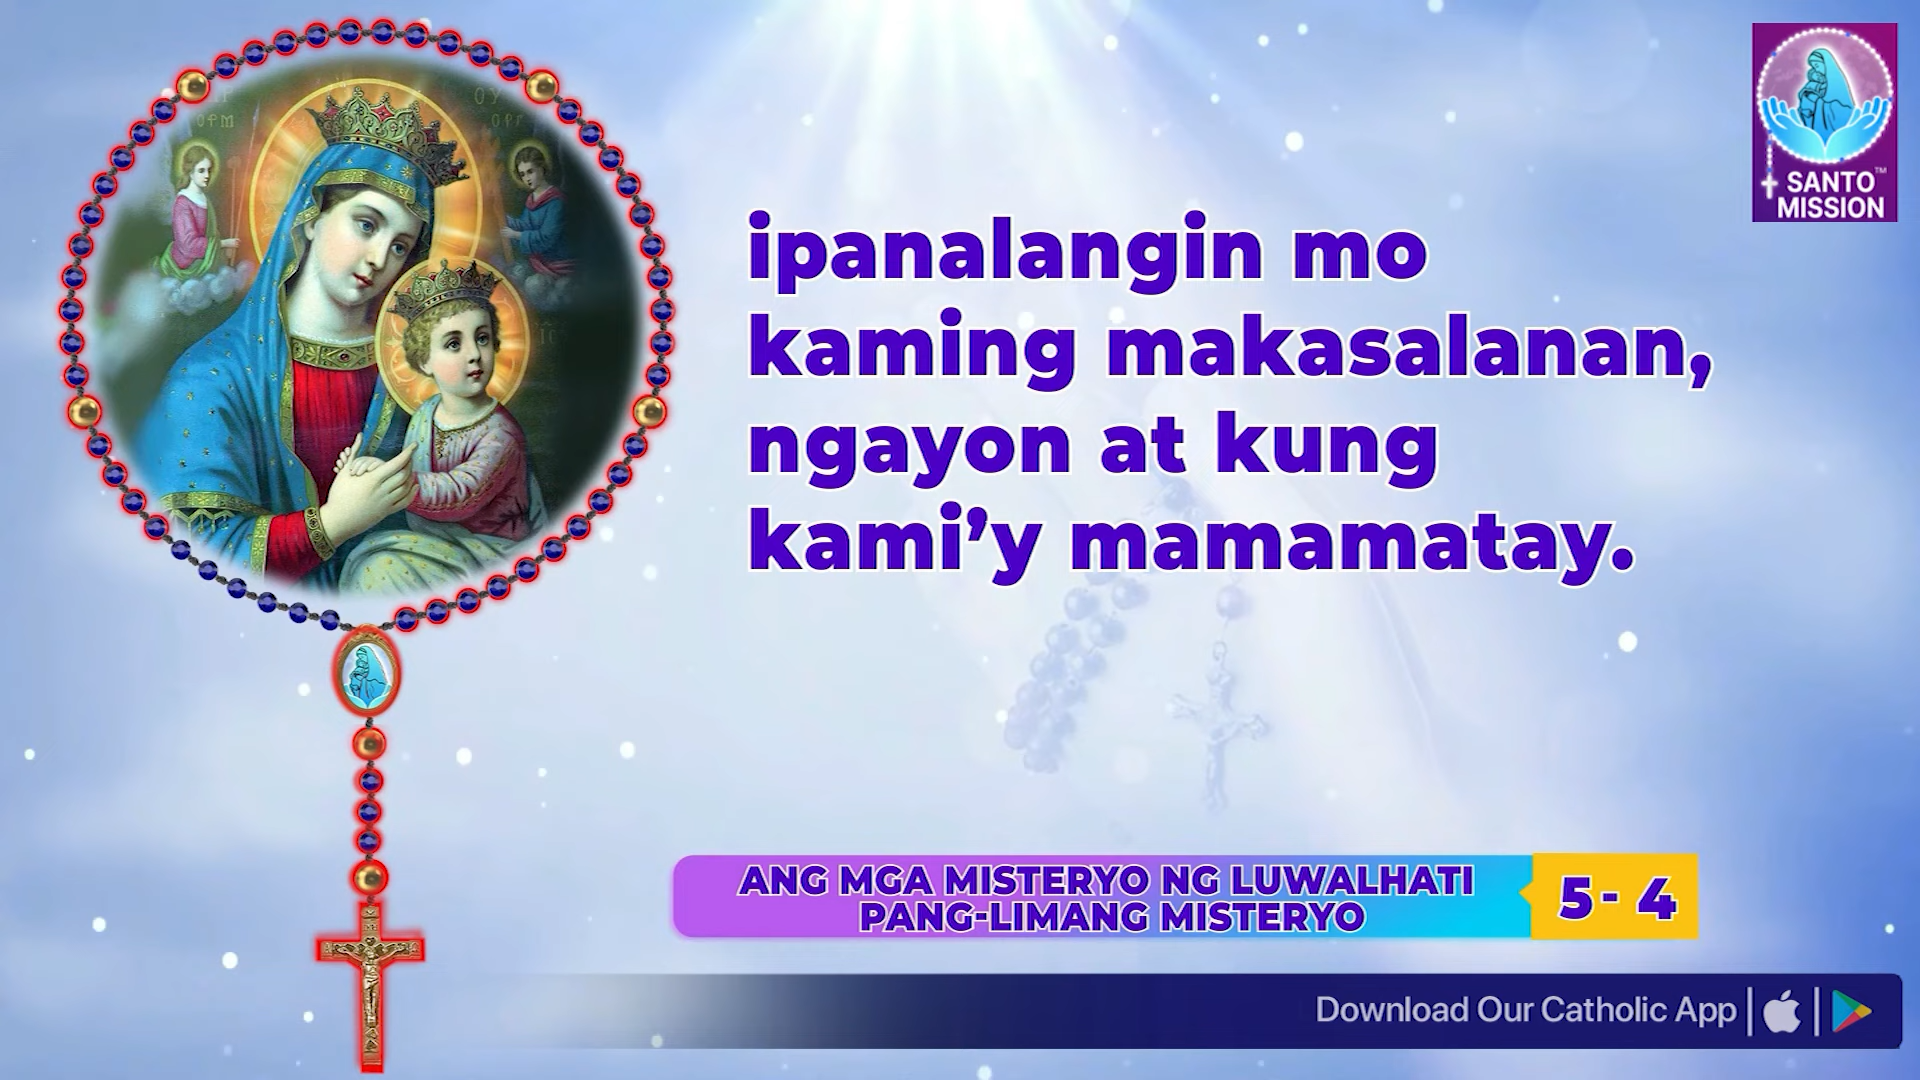 SANTO™
MISSION
ipanalangin mo
kaming makasalanan,
ngayon at kung
kami’y mamamatay.
ANG MGA MISTERYO NG LUWALHATI
PANG-LIMANG MISTERYO
5- 4
Download Our Catholic App